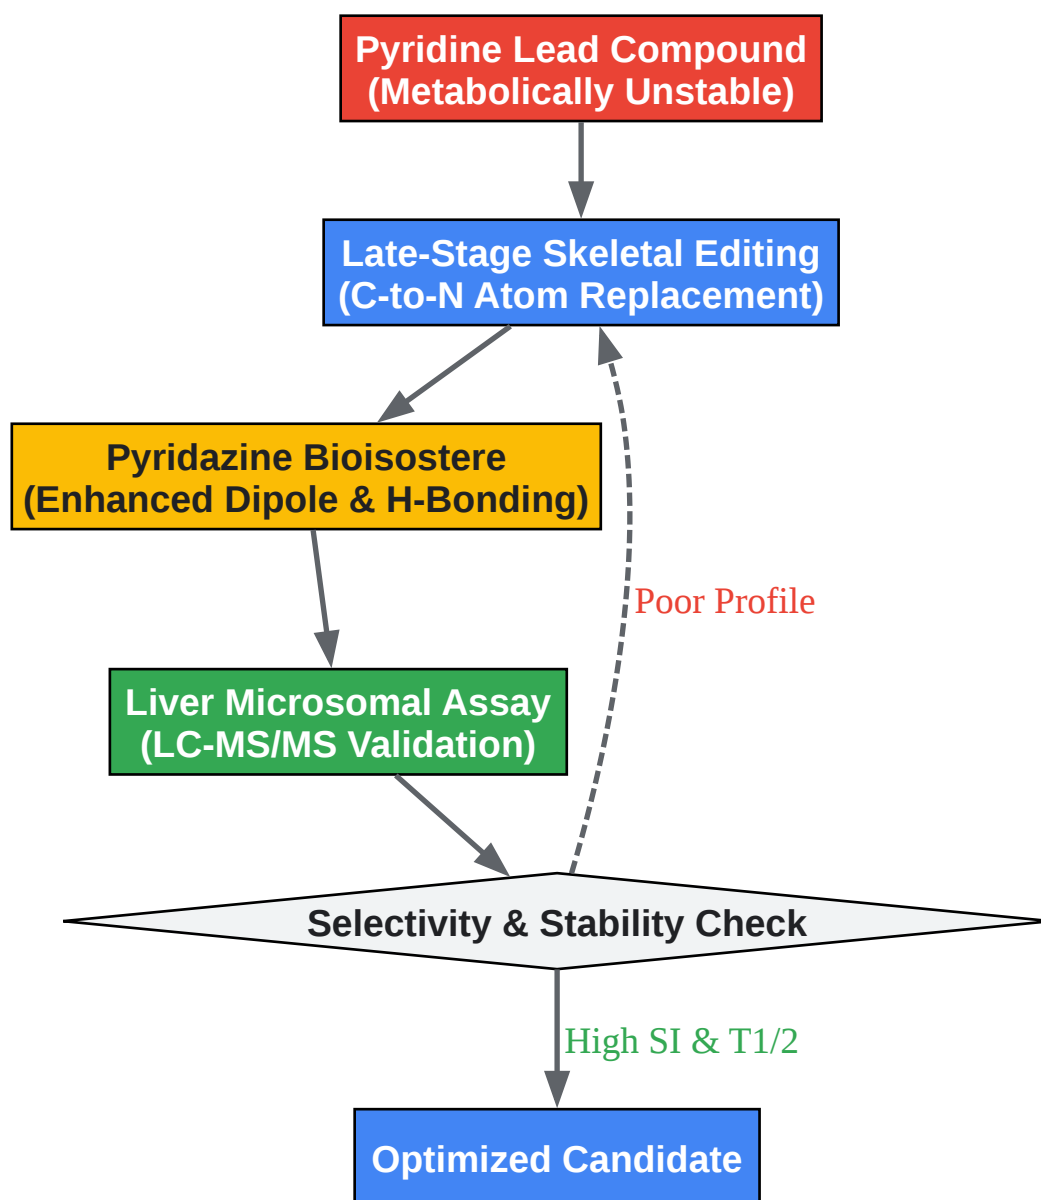 Pyridine Lead Compound
(Metabolically Unstable)
Late-Stage Skeletal Editing
(C-to-N Atom Replacement)
Pyridazine Bioisostere
(Enhanced Dipole & H-Bonding)
Poor Profile
Liver Microsomal Assay
(LC-MS/MS Validation)
Selectivity & Stability Check
High SI & T1/2
Optimized Candidate